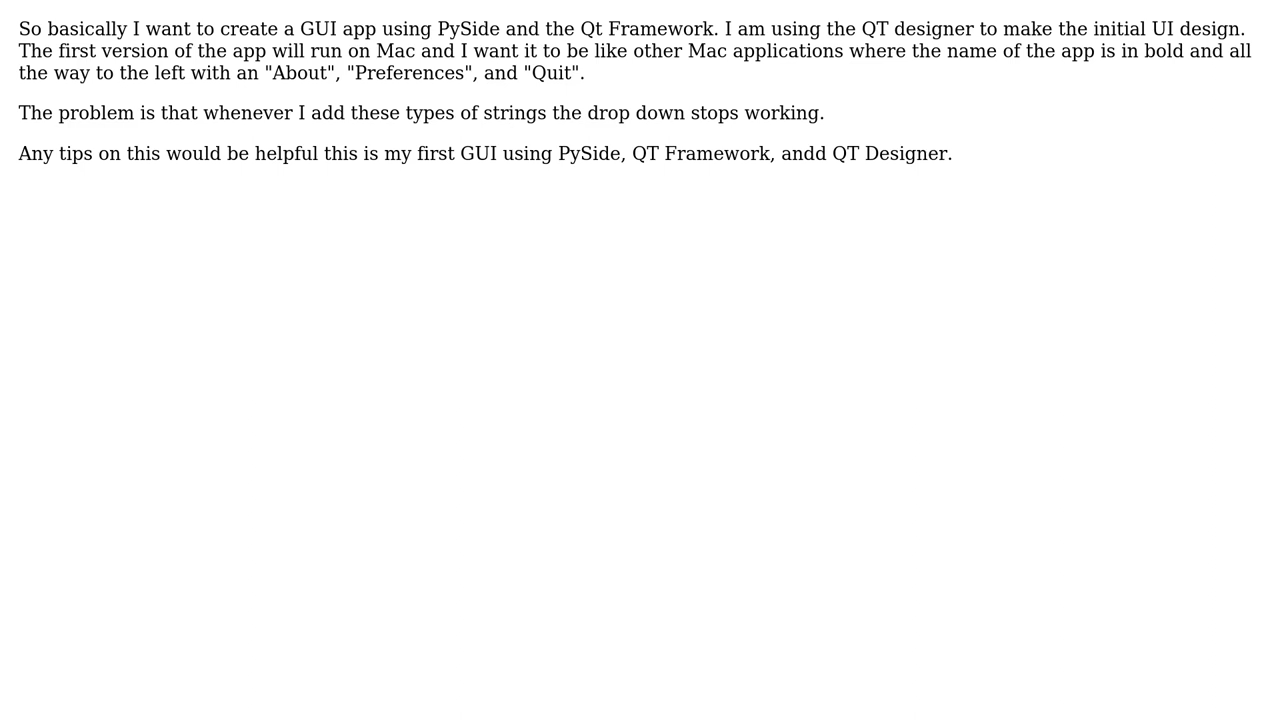 So basically I want to create a GUI app using PySide and the Qt Framework. I am using the QT designer to make the initial UI design.
The first version of the app will run on Mac and I want it to be like other Mac applications where the name of the app is in bold and all
the way to the left with an "About", "Preferences", and "Quit".
The problem is that whenever I add these types of strings the drop down stops working.
Any tips on this would be helpful this is my first GUI using PySide, QT Framework, andd QT Designer.